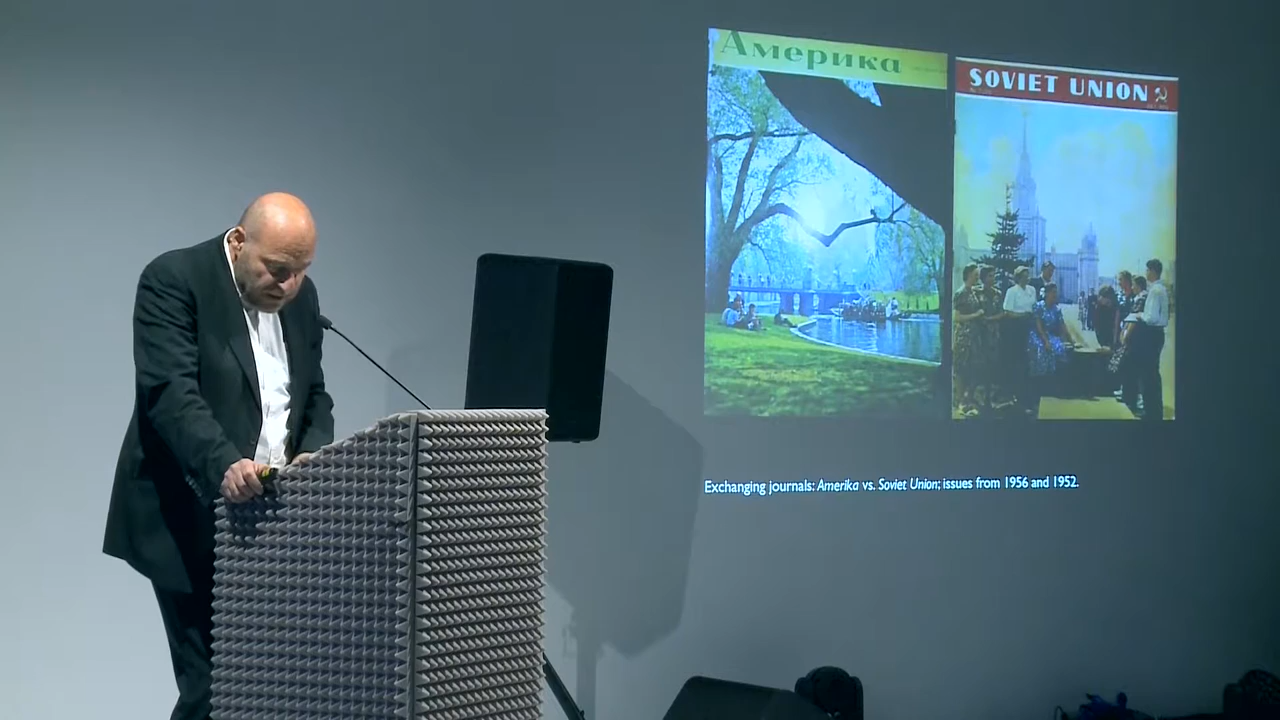 Америка
SOVIET UNION
Exchanging journals: Amerika vs. Soviet Union; issues from 1956 and 1952.